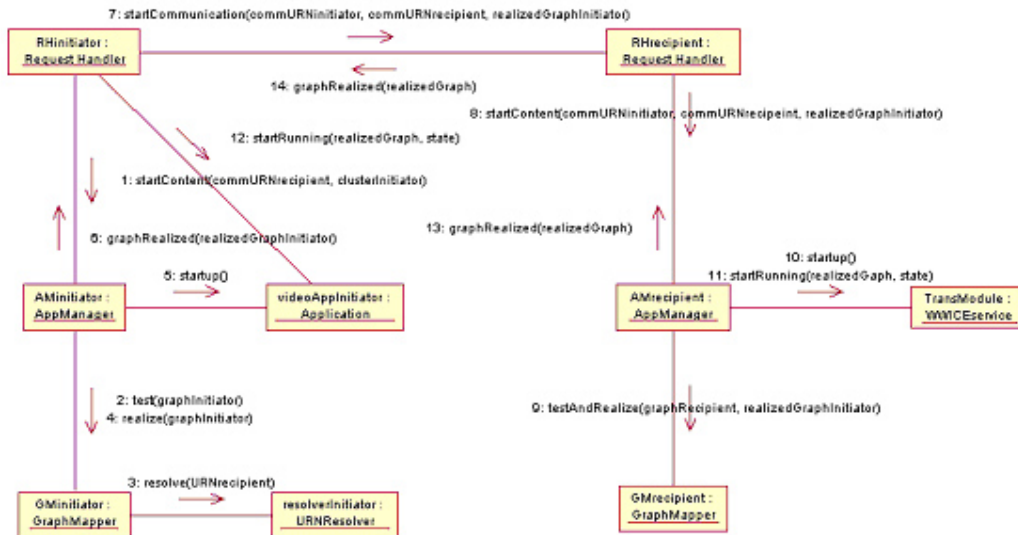 7: startCommunication(commURNinitiator, commURNrecipient, realizedGraphInitiator)
RHinitiator :
Request Handler
RHrecipient :
Request Handler
14: graphRealized(realizedGraph)
8: startContent(commURNinitiator, commURNrecipeint, realizedGraphInitiator)
12: startRunning(realizedGraph, state)
1: startContent(commURNrecipient, clusterInitiator)
6: graphRealized(realizedGraphInitiator)
13: graphRealized(realizedGraph)
5: startup()
10: startup()
11: startRunning(realizedGaph, state)
AMinitiator :
AppManager
videoAppInitiator :
Application
AMrecipient :
AppManager
TransModule :
WWICEservice
2: test(graphInitiator)
4: realize(graphInitiator)
9: testAndRealize(graphRecipient, realizedGraphInitiator)
3: resolve(URNrecipient)
GMinitiator :
GraphMapper
resolverInitiator :
URNResolver
GMrecipient :
GraphMapper